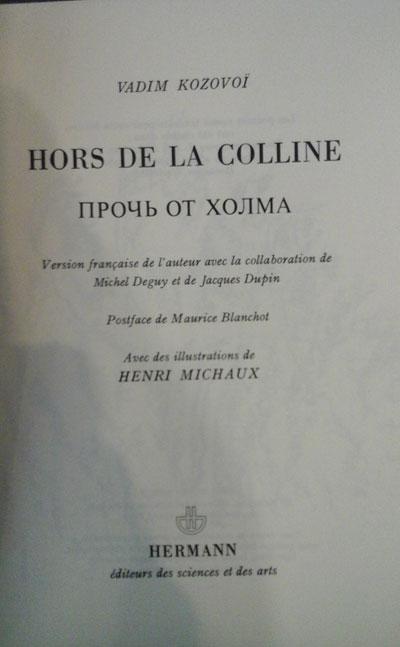 VADIM KOZOVOÏ
HORS DE LA COLLINE
ПРОЧЬ ОТ ХОЛМА
Version française de l'auteur avec la collaboration de
Michel Deguy et de Jacques Dupin
Postface de Maurice Blanchot
Avec des illustrations de
HENRI MICHAUX
HERMANN
éditeurs des sciences et des arts